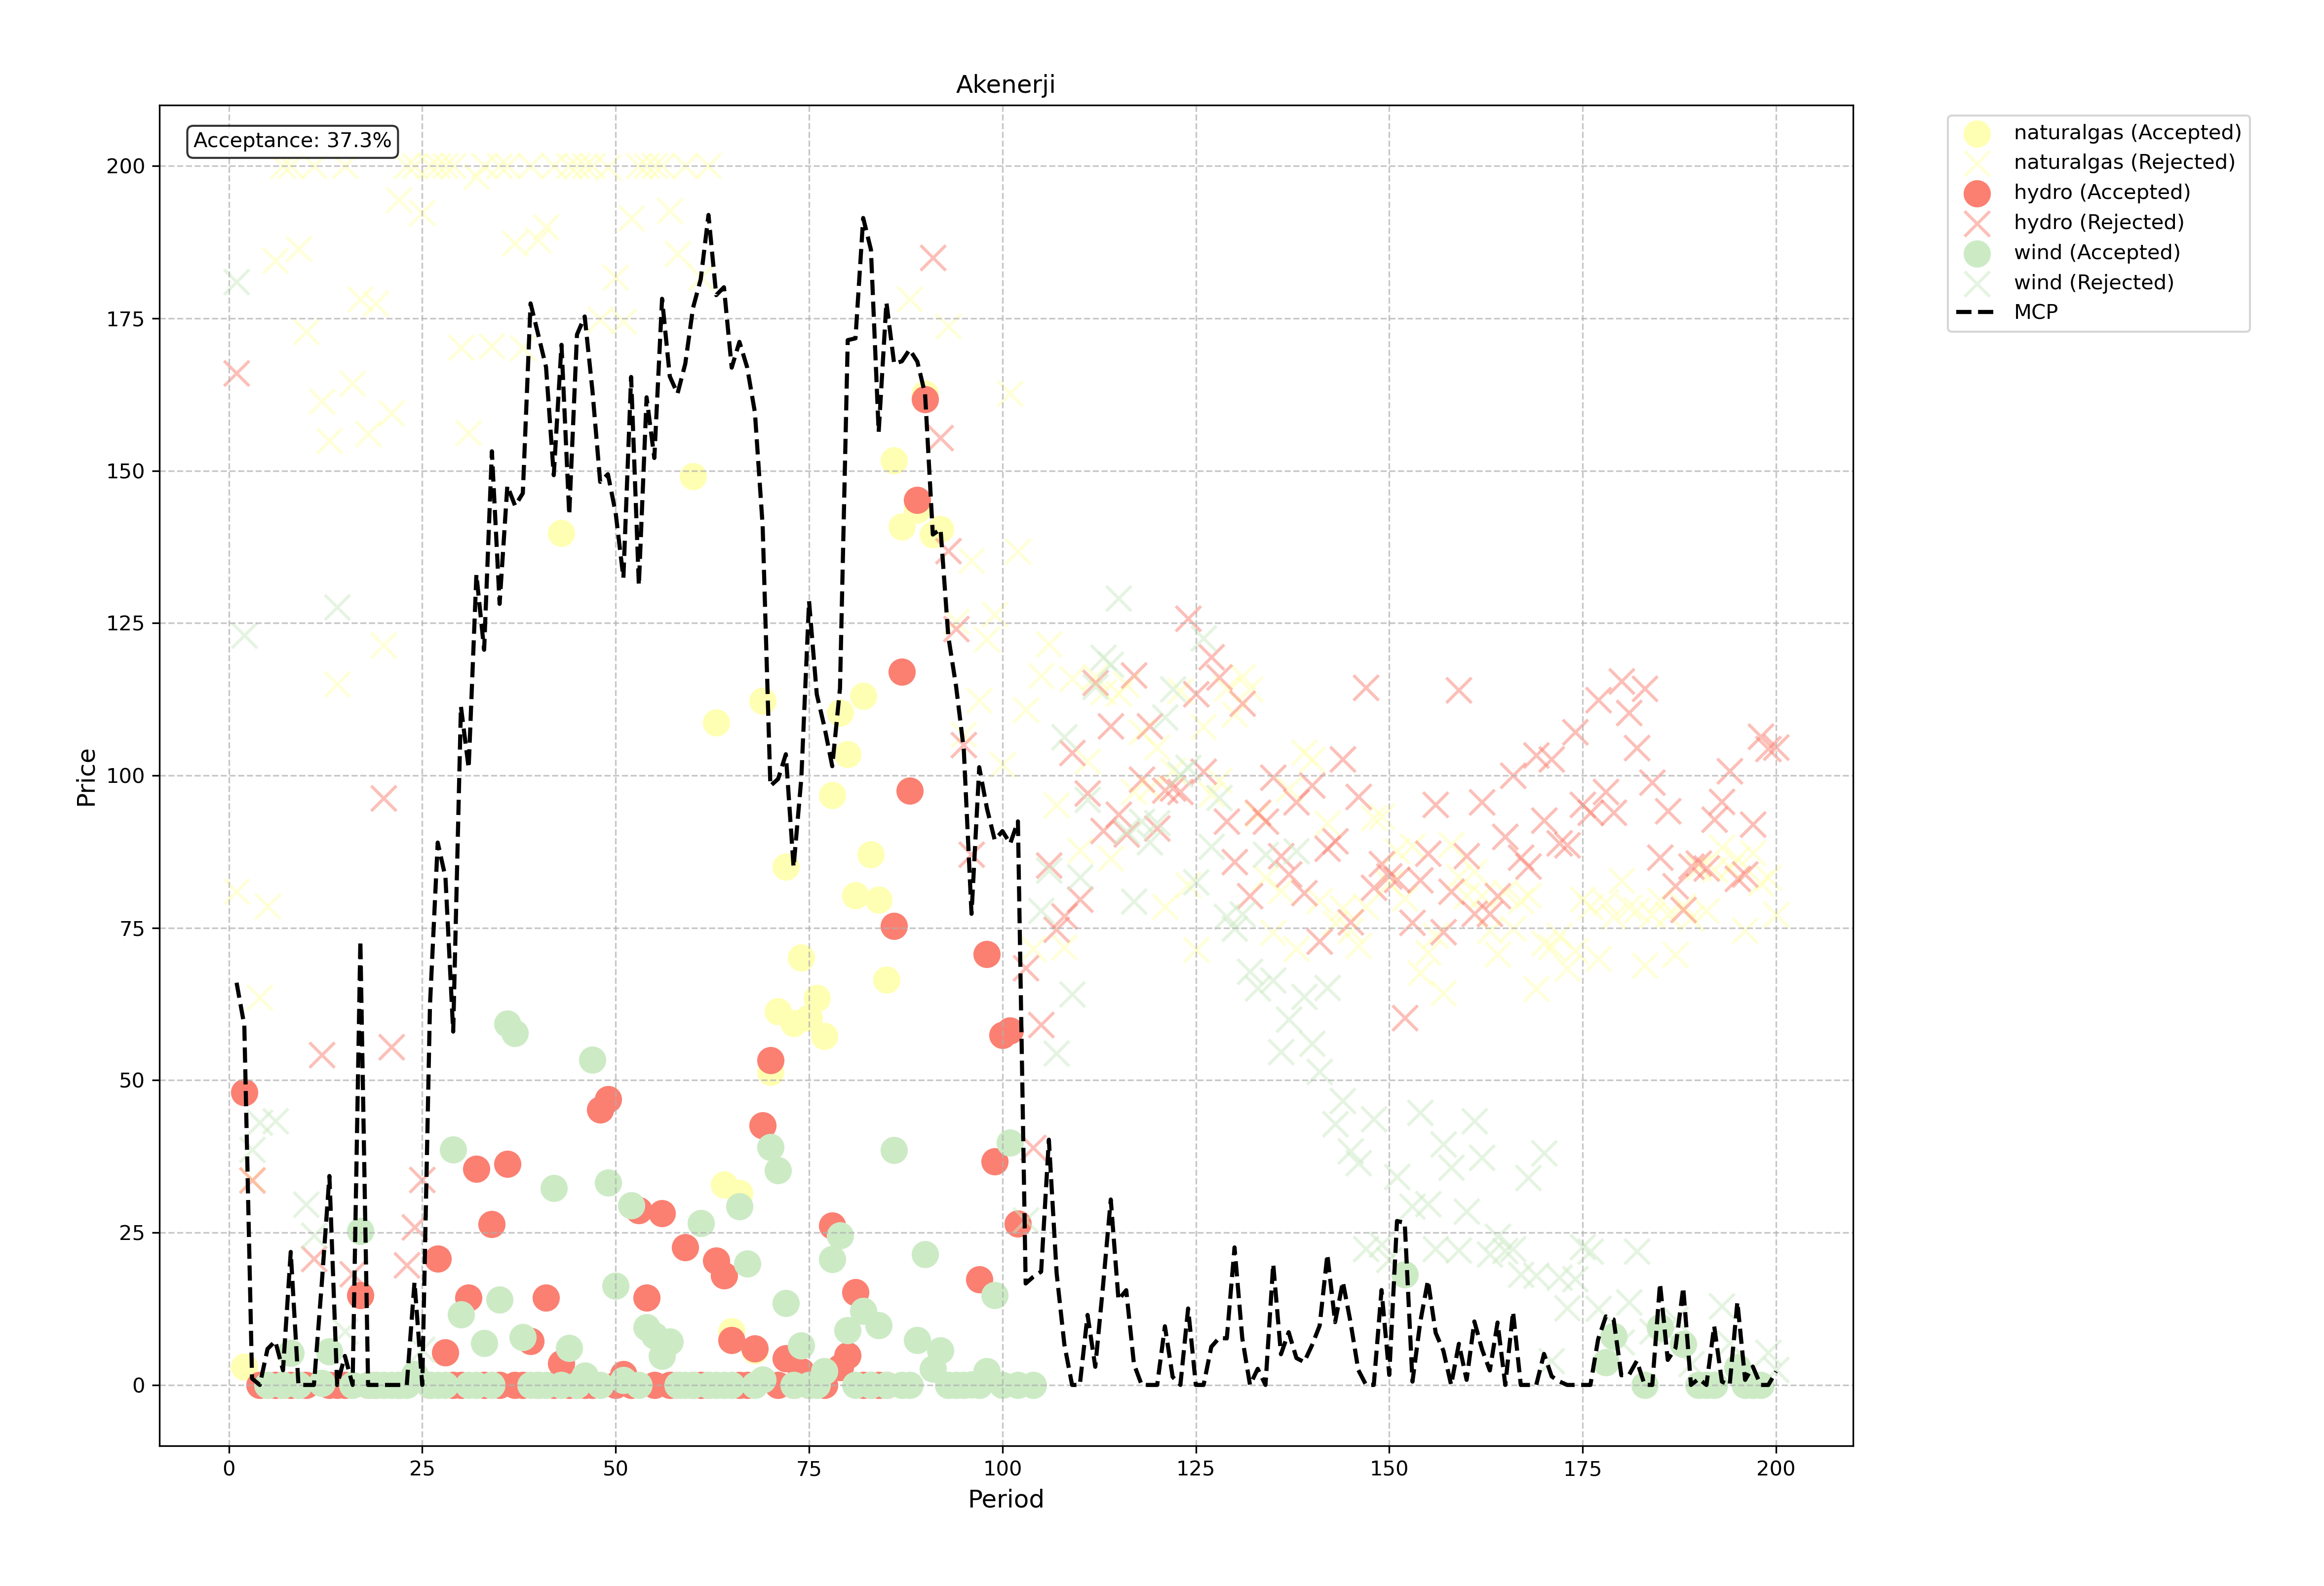 Akenerji
Acceptance: 37.3%
naturalgas (Accepted)
naturalgas (Rejected)
hydro (Accepted)
hydro (Rejected)
wind (Accepted)
wind (Rejected)
MCP
Price
200
175
150
125
100
75
50
25
0
0 25 50 75 100 125 150 175 200
Period